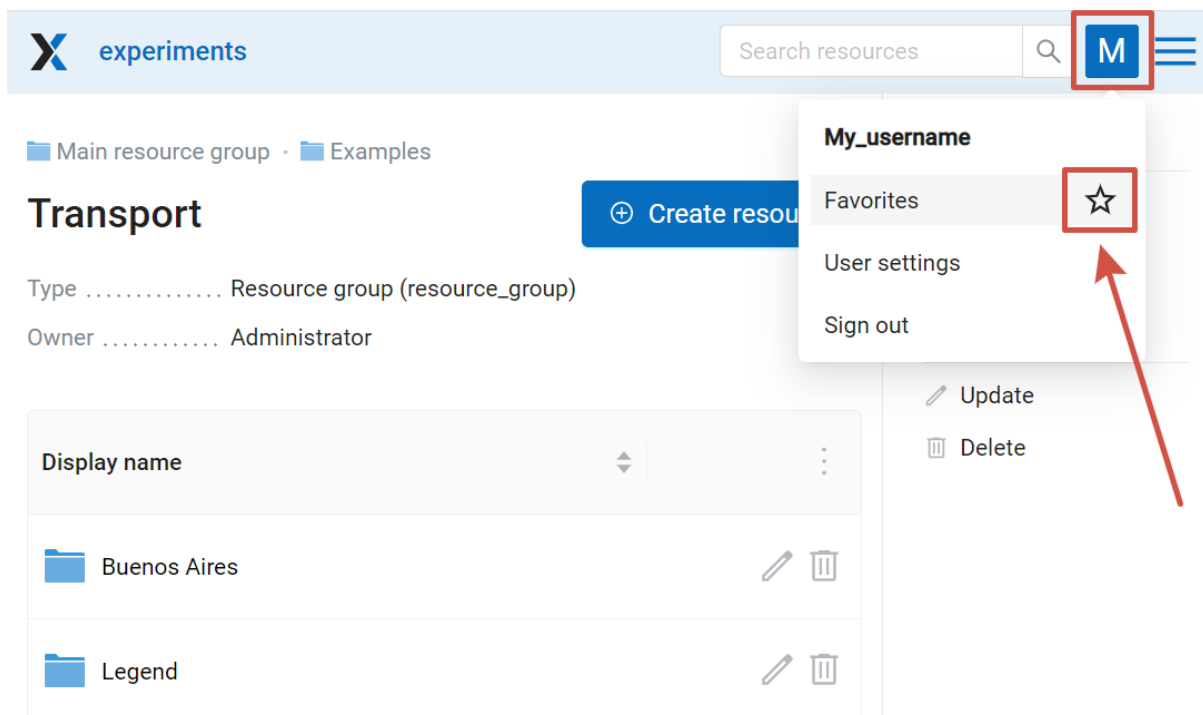 experiments
Search resources
M
My_username
Favorites
User settings
Sign out
Main resource group · Examples
Transport
Create resou
Type .............. Resource group (resource_group)
Owner ............ Administrator
Update
Delete
Display name
Buenos Aires
Legend